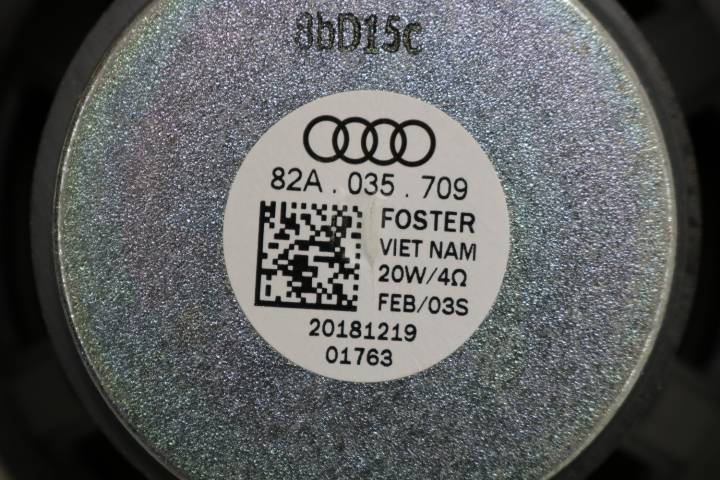 8bD15c
82A . 035 . 709
FOSTER
VIET NAM
20W/4Ω
FEB/03S
20181219
01763